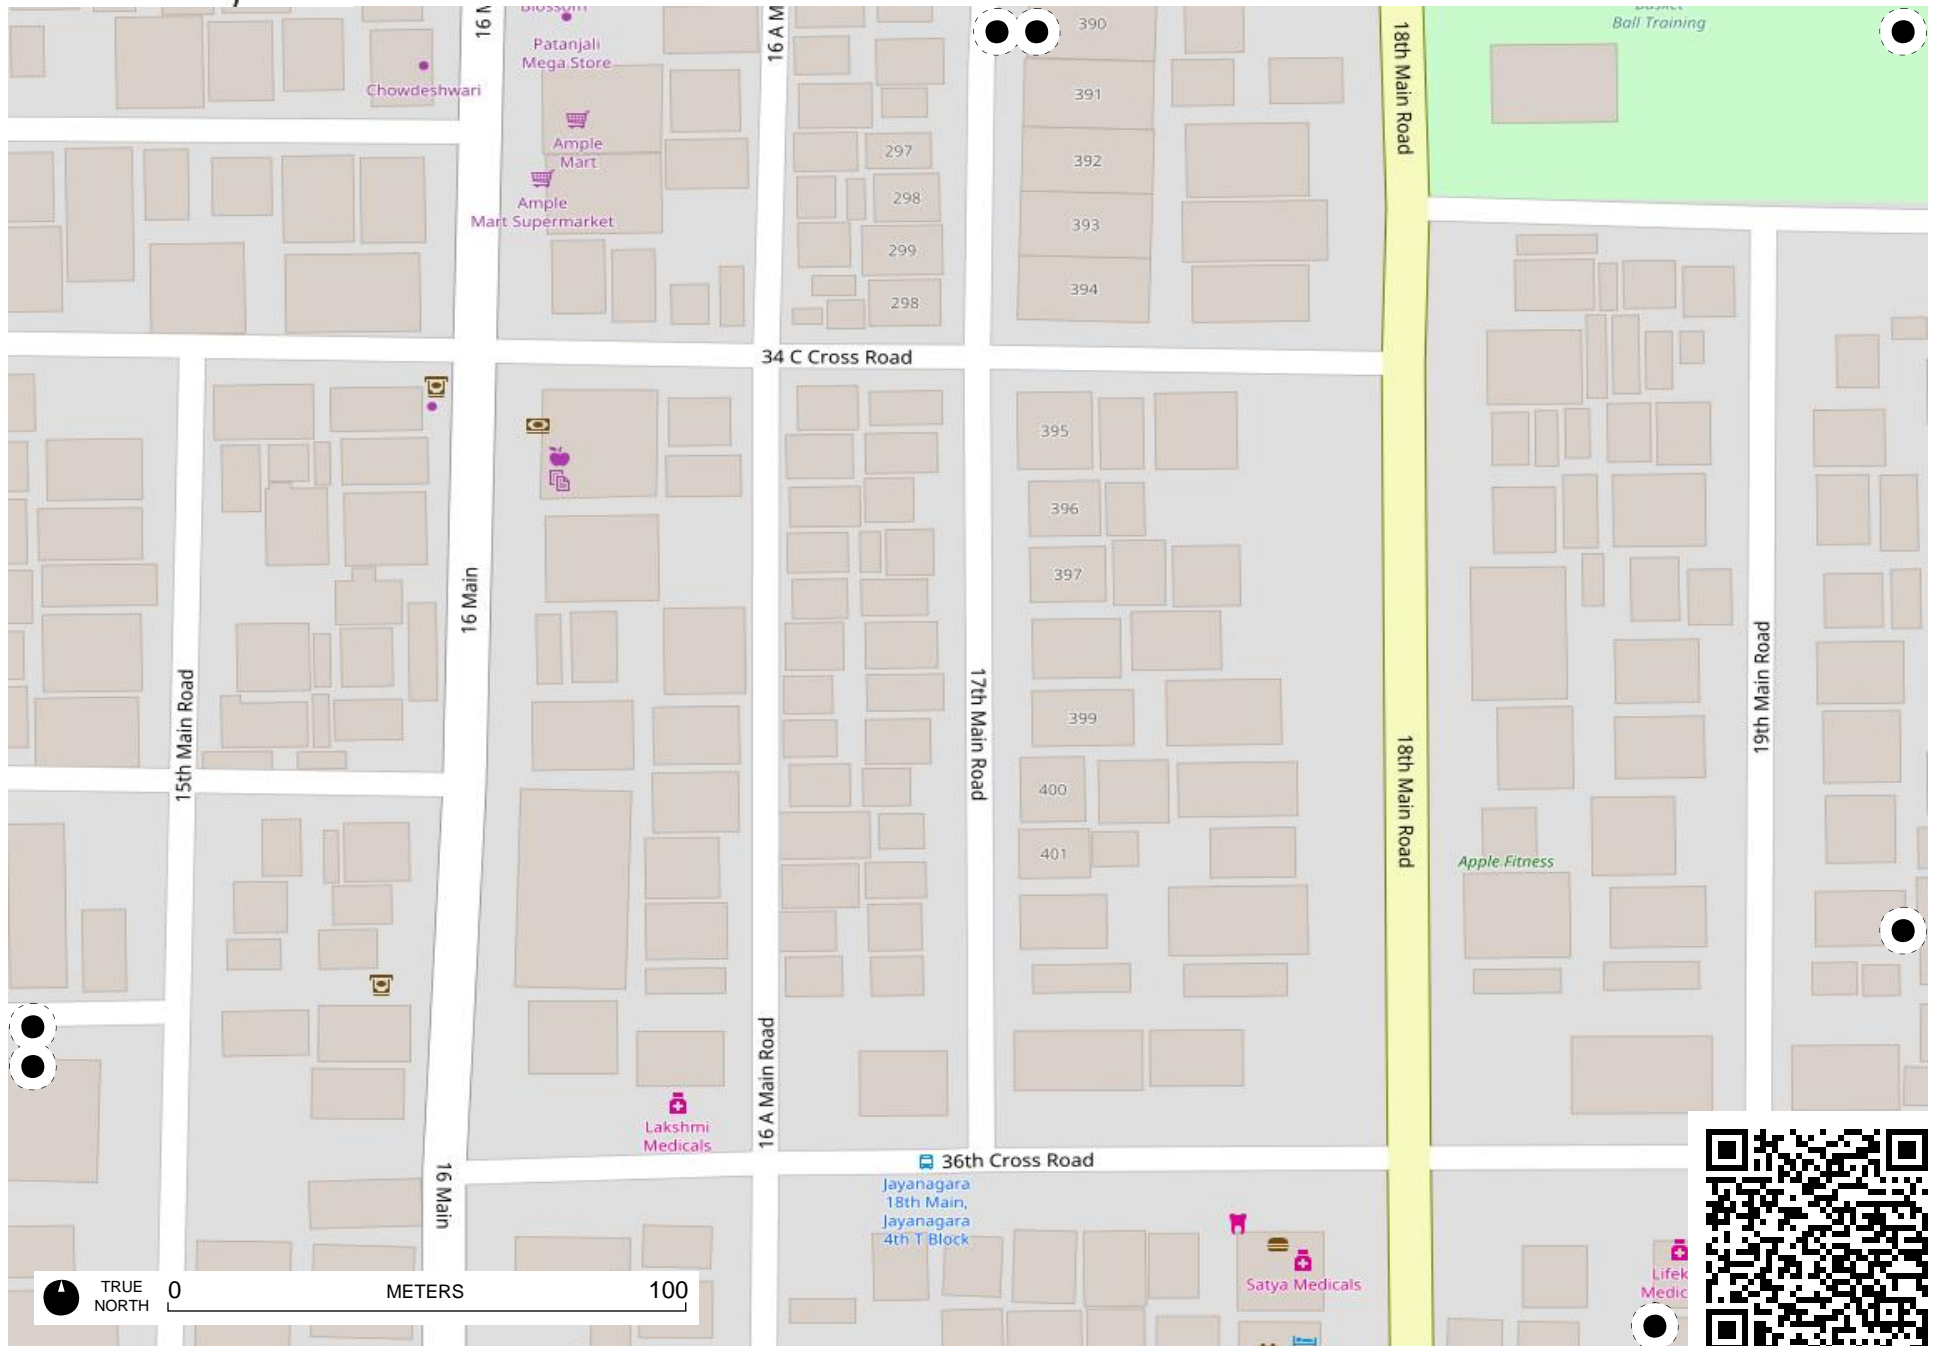 Patanjali
Mega Store
Chowdeshwari
Ample
Mart
Ample
Mart Supermarket
16 A M
297
298
299
298
390
391
392
393
394
18th Main Road
Ball Training
34 C Cross Road
395
396
397
399
400
401
16 Main
15th Main Road
17th Main Road
18th Main Road
19th Main Road
Apple Fitness
16 A Main Road
Lakshmi
Medicals
16 Main
36th Cross Road
Jayanagara
18th Main,
Jayanagara
4th T Block
Satya Medicals
TRUE
NORTH
0
METERS
100